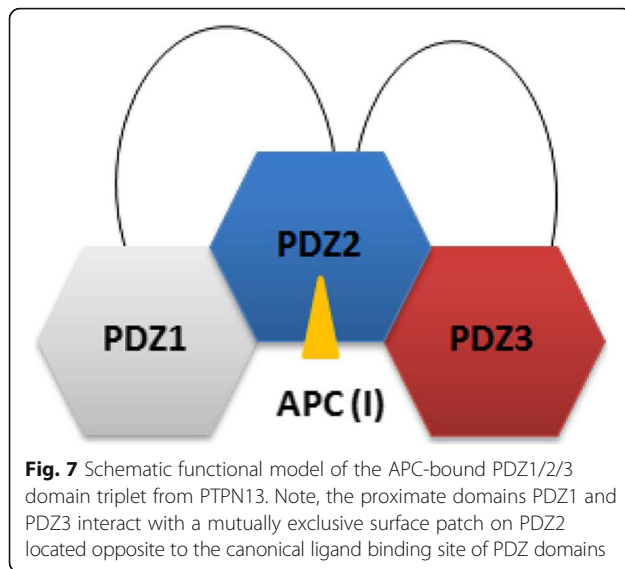 PDZ2
PDZ1
PDZ3
APC (I)
Fig. 7 Schematic functional model of the APC-bound PDZ1/2/3
domain triplet from PTPN13. Note, the proximate domains PDZ1 and
PDZ3 interact with a mutually exclusive surface patch on PDZ2
located opposite to the canonical ligand binding site of PDZ domains